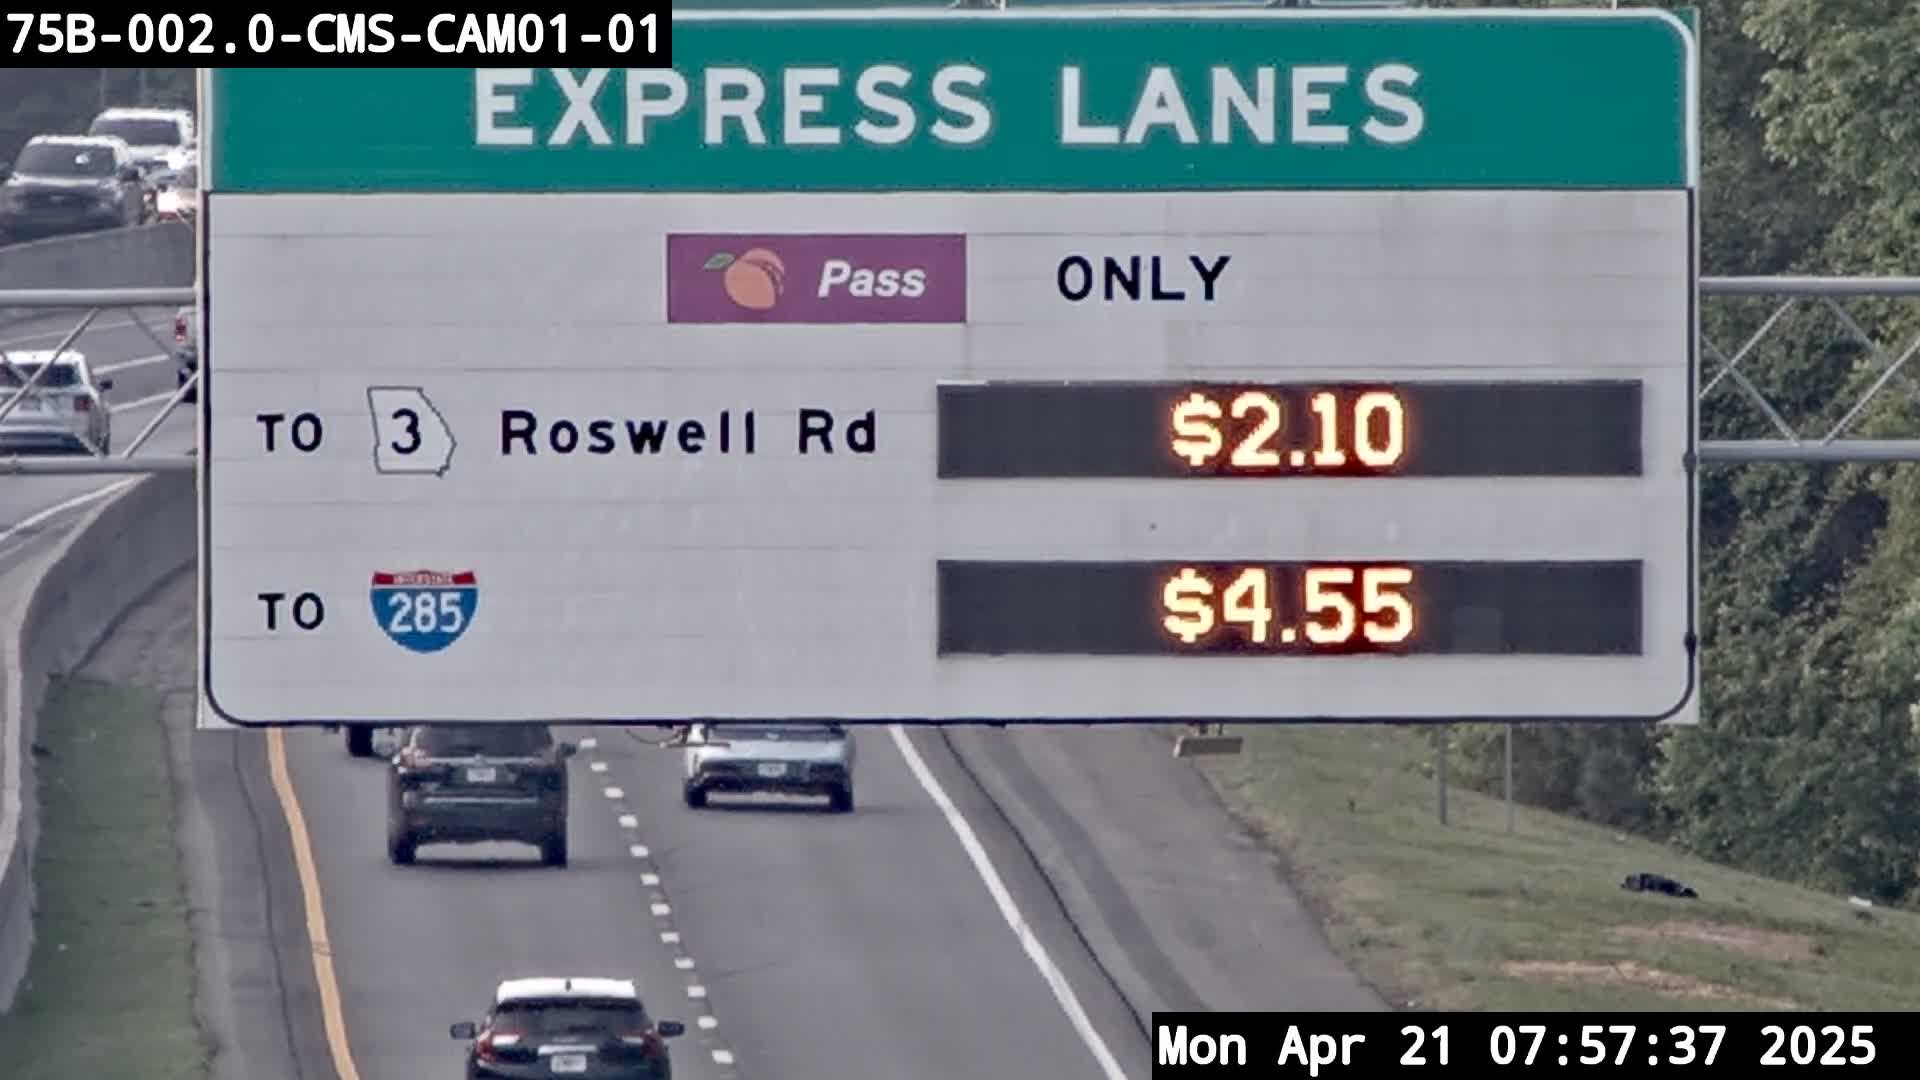 75B-002.0-CMS-CAM01-01
EXPRESS LANES
Pass ONLY
TO 3 Roswell Rd $2.10
INTERSTATE
TO 285 $4.55
Mon Apr 21 07:57:37 2025